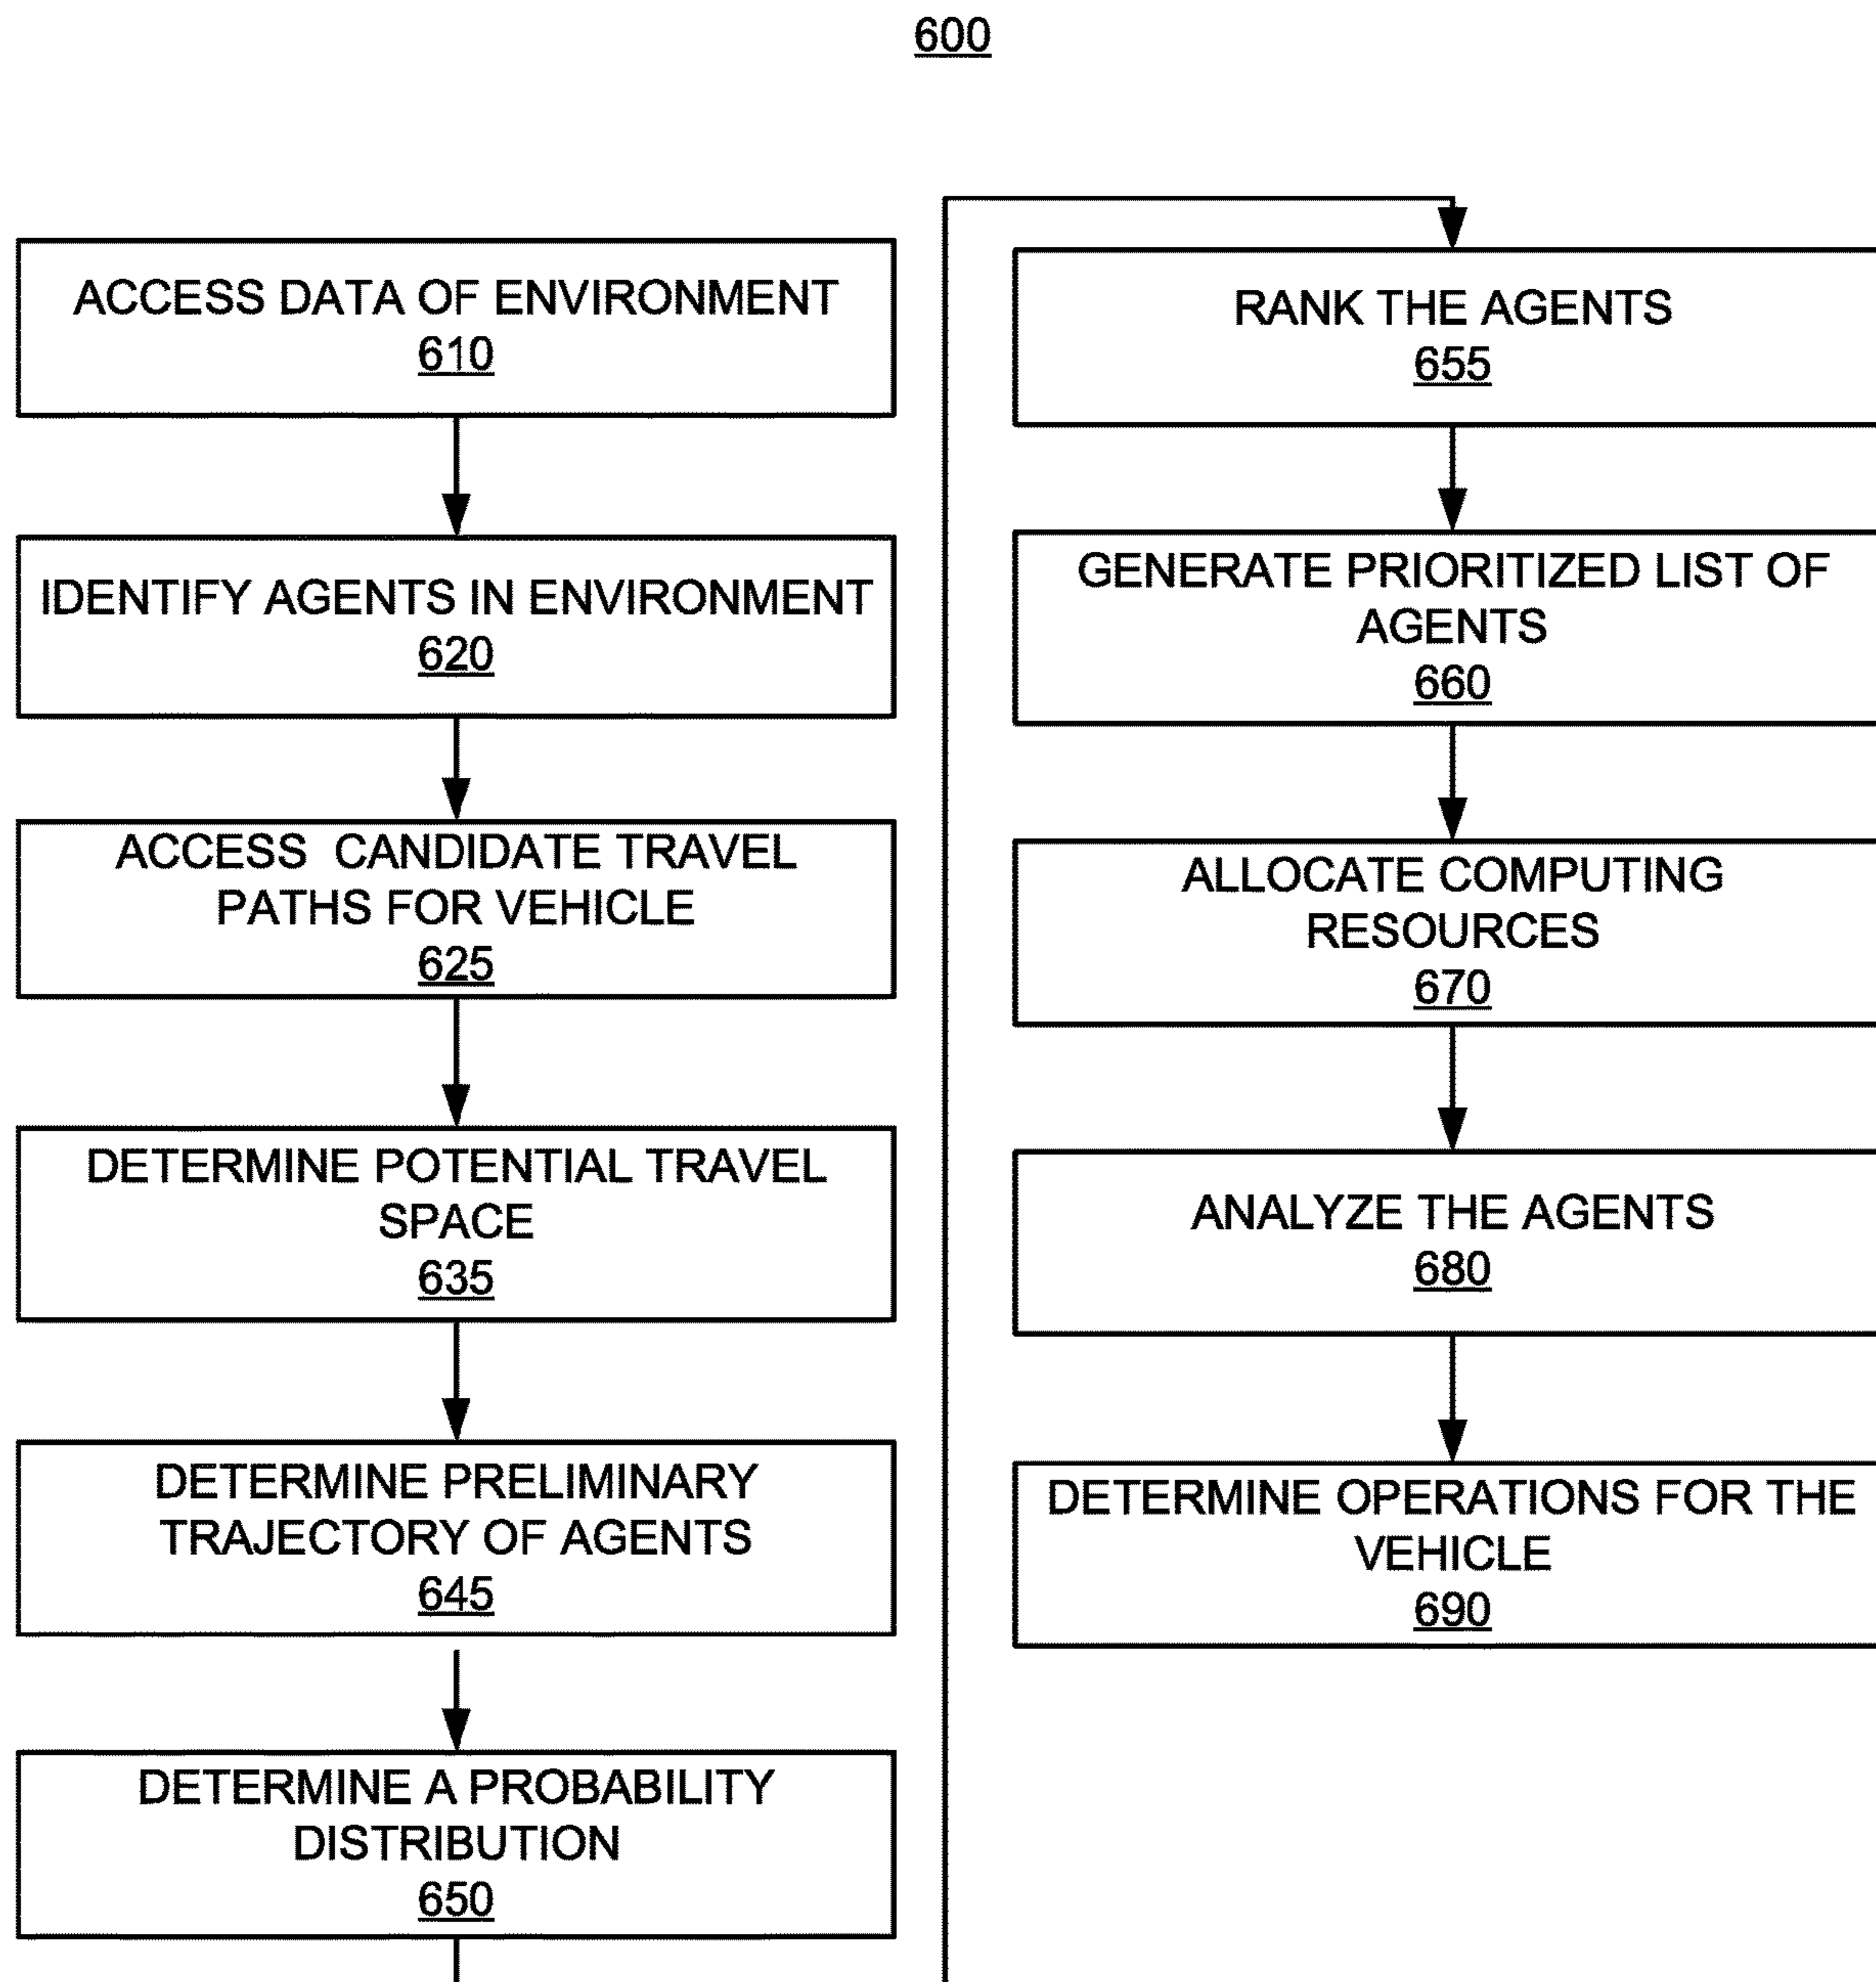 600
ACCESS DATA OF ENVIRONMENT
610
IDENTIFY AGENTS IN ENVIRONMENT
620
ACCESS CANDIDATE TRAVEL
PATHS FOR VEHICLE
625
DETERMINE POTENTIAL TRAVEL
SPACE
635
DETERMINE PRELIMINARY
TRAJECTORY OF AGENTS
645
DETERMINE A PROBABILITY
DISTRIBUTION
650
RANK THE AGENTS
655
GENERATE PRIORITIZED LIST OF
AGENTS
660
ALLOCATE COMPUTING
RESOURCES
670
ANALYZE THE AGENTS
680
DETERMINE OPERATIONS FOR THE
VEHICLE
690